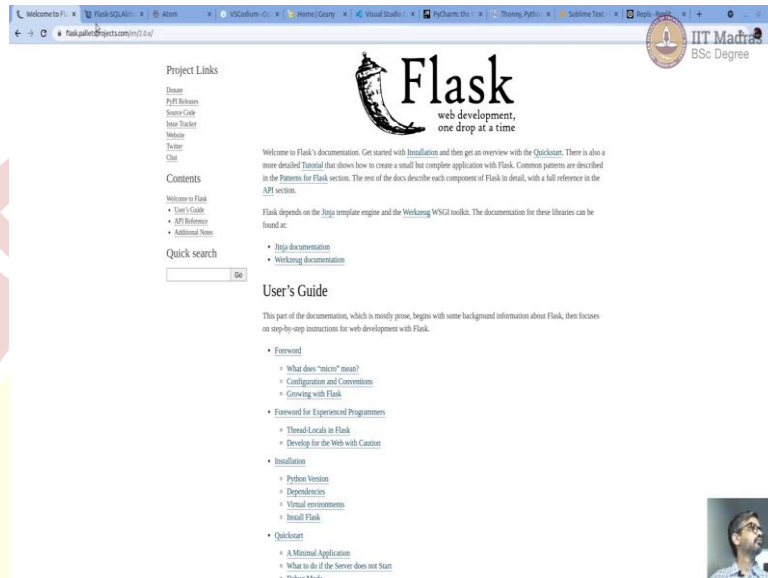 Welcome to Fl
Flask-SQLAlch
Atom
VSCodium
Home | Geany
Visual Studio C
PyCharm: the
Thonny, Pytho
Sublime Text
Repls
flask.palletsprojects.com/en/2.0.x/
IIT Madras
BSc Degree
Project Links
Donate
PyPI Releases
Source Code
Issue Tracker
Website
Twitter
Chat
Contents
Welcome to Flask
• User's Guide
• API Reference
• Additional Notes
Quick search
Go
Flask
web development,
one drop at a time
Welcome to Flask's documentation. Get started with Installation and then get an overview with the Quickstart. There is also a
more detailed Tutorial that shows how to create a small but complete application with Flask. Common patterns are described
in the Patterns for Flask section. The rest of the docs describe each component of Flask in detail, with a full reference in the
API section.
Flask depends on the Jinja template engine and the Werkzeug WSGI toolkit. The documentation for these libraries can be
found at:
• Jinja documentation
• Werkzeug documentation
User's Guide
This part of the documentation, which is mostly prose, begins with some background information about Flask, then focuses
on step-by-step instructions for web development with Flask.
• Foreword
What does "micro" mean?
Configuration and Conventions
Growing with Flask
• Foreword for Experienced Programmers
Thread-Locals in Flask
Develop for the Web with Caution
• Installation
Python Version
Dependencies
Virtual environments
Install Flask
• Quickstart
A Minimal Application
What to do if the Server does not Start
Debug Mode